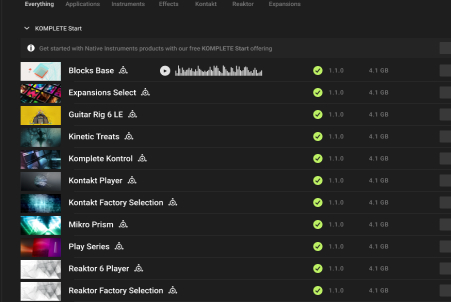 Everything Applications Instruments Effects Kontakt Reaktor Expansions
KOMPLETE Start
Get started with Native Instruments products with our free KOMPLETE Start offering
Blocks Base 1.1.0 4.1 GB
Expansions Select 1.1.0 4.1 GB
Guitar Rig 6 LE 1.1.0 4.1 GB
Kinetic Treats 1.1.0 4.1 GB
Komplete Kontrol 1.1.0 4.1 GB
Kontakt Player 1.1.0 4.1 GB
Kontakt Factory Selection 1.1.0 4.1 GB
Mikro Prism 1.1.0 4.1 GB
Play Series 1.1.0 4.1 GB
Reaktor 6 Player 1.1.0 4.1 GB
Reaktor Factory Selection 1.1.0 4.1 GB